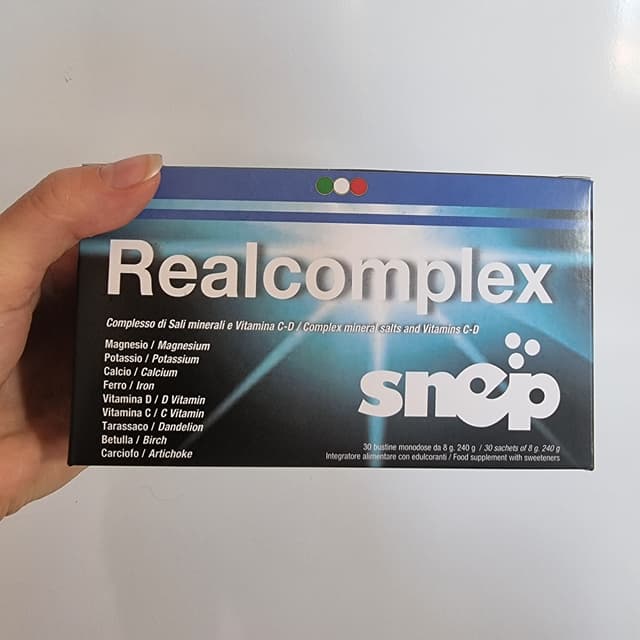 Realcomplex
Complesso di Sali minerali e Vitamina C-D / Complex mineral salts and Vitamins C-D
Magnesio / Magnesium
Potassio / Potassium
Calcio / Calcium
Ferro / Iron
Vitamina D / D Vitamin
Vitamina C / C Vitamin
Tarassaco / Dandelion
Betulla / Birch
Carciofo / Artichoke
snep
30 bustine monodose da 8 g. 240 g / 30 sachets of 8 g. 240 g
Integratore alimentare con edulcoranti / Food supplement with sweeteners